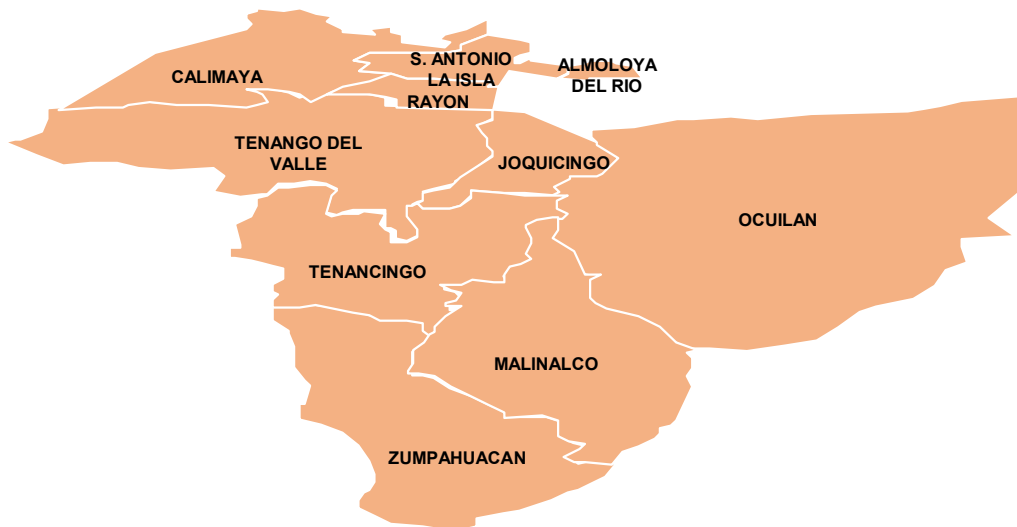 S. ANTONIO
LA ISLA
ALMOLOYA
DEL RIO
CALIMAYA
RAYON
TENANGO DEL
VALLE
JOQUICINGO
OCUILAN
TENANCINGO
MALINALCO
ZUMPAHUACAN